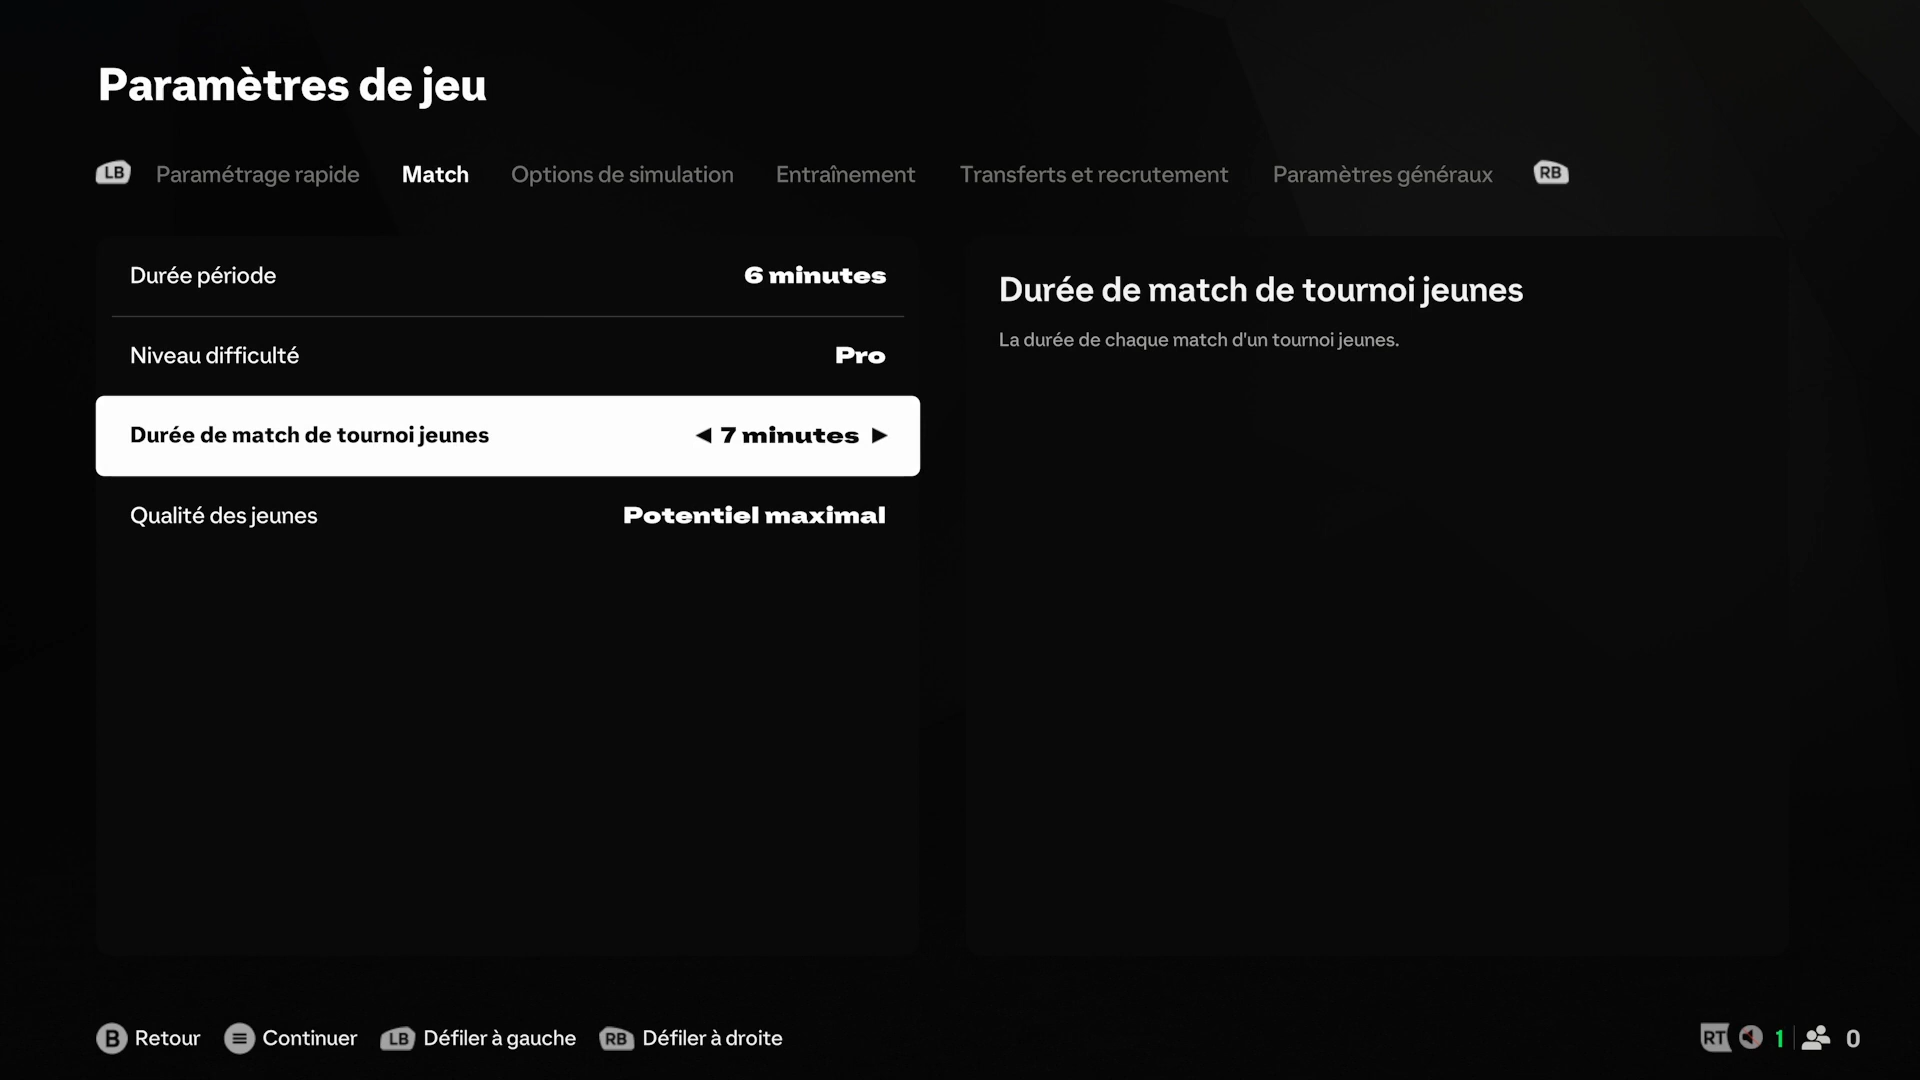 Paramètres de jeu
LB Paramétrage rapide Match Options de simulation Entraînement Transferts et recrutement Paramètres généraux RB
Durée période 6 minutes
Niveau difficulté Pro
Durée de match de tournoi jeunes 7 minutes
Qualité des jeunes Potentiel maximal
Durée de match de tournoi jeunes
La durée de chaque match d'un tournoi jeunes.
B Retour Continuer LB Défiler à gauche RB Défiler à droite
RT 1 0